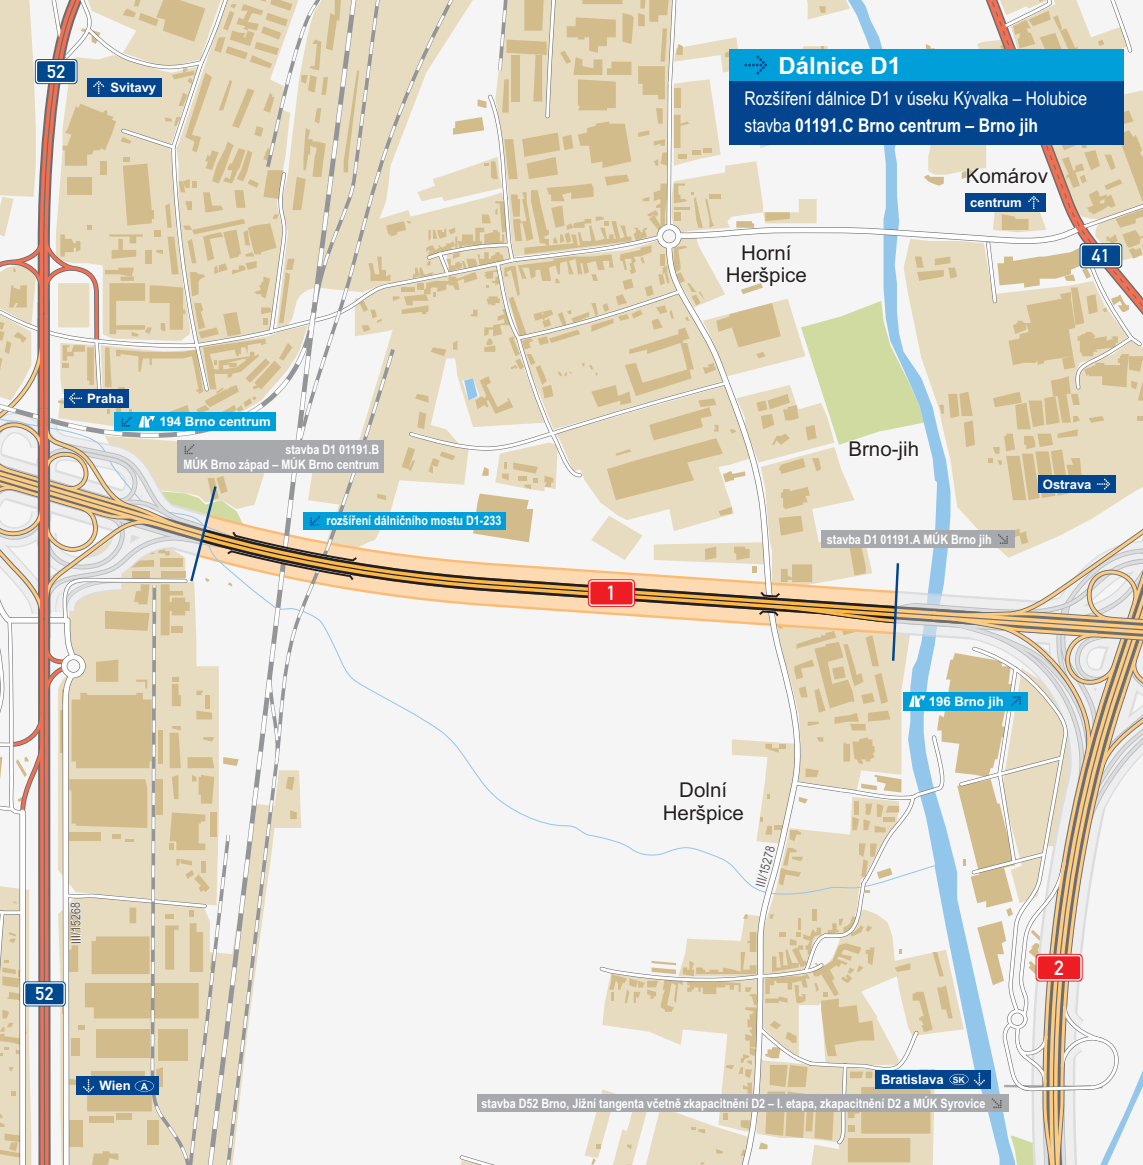 52
Svitavy
Dálnice D1
Rozšíření dálnice D1 v úseku Kývalka – Holubice
stavba 01191.C Brno centrum – Brno jih
Komárov
centrum
41
Horní
Heršpice
Praha
194 Brno centrum
stavba D1 01191.B
MÚK Brno západ – MÚK Brno centrum
Brno-jih
Ostrava
rozšíření dálničního mostu D1-233
stavba D1 01191.A MÚK Brno jih
1
196 Brno jih
Dolní
Heršpice
III/15278
III/15268
2
52
Wien A
Bratislava SK
stavba D52 Brno, Jižní tangenta včetně zkapacitnění D2 – I. etapa, zkapacitnění D2 a MÚK Syrovice